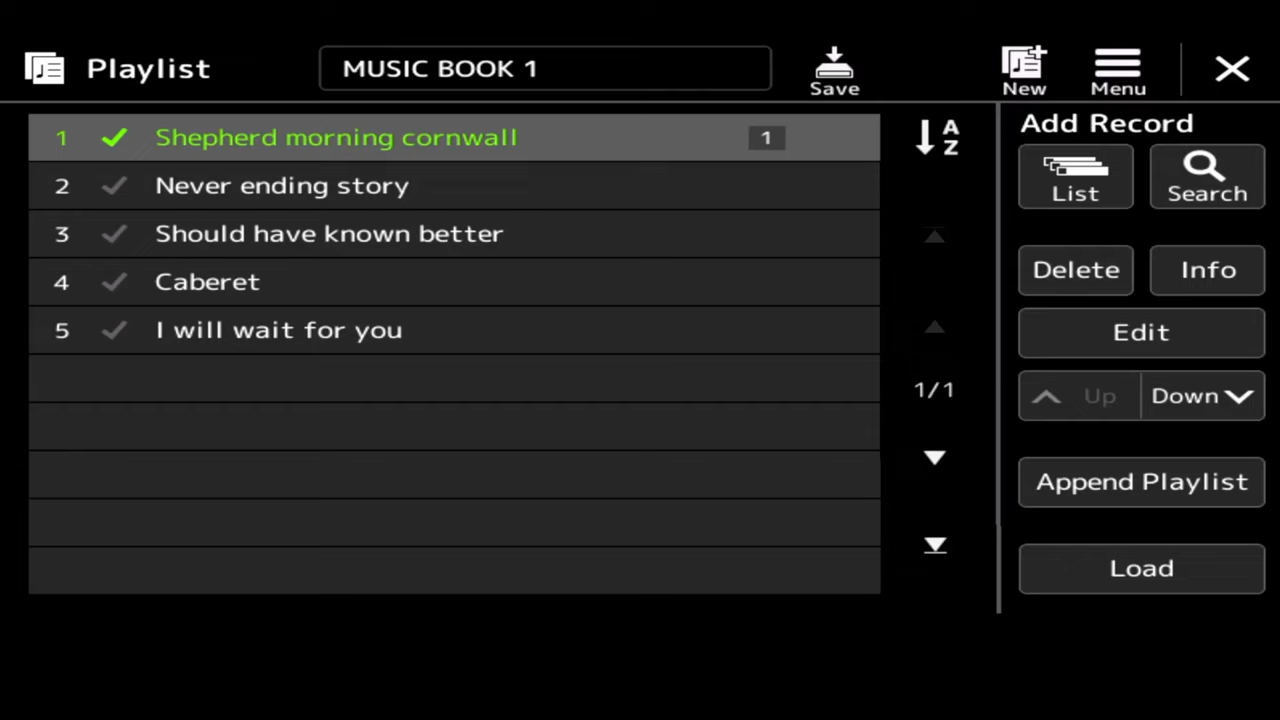 Playlist
MUSIC BOOK 1
Save
New
Menu
1 Shepherd morning cornwall 1
2 Never ending story
3 Should have known better
4 Caberet
5 I will wait for you
A
Z
1/1
Add Record
List
Search
Delete
Info
Edit
Up
Down
Append Playlist
Load